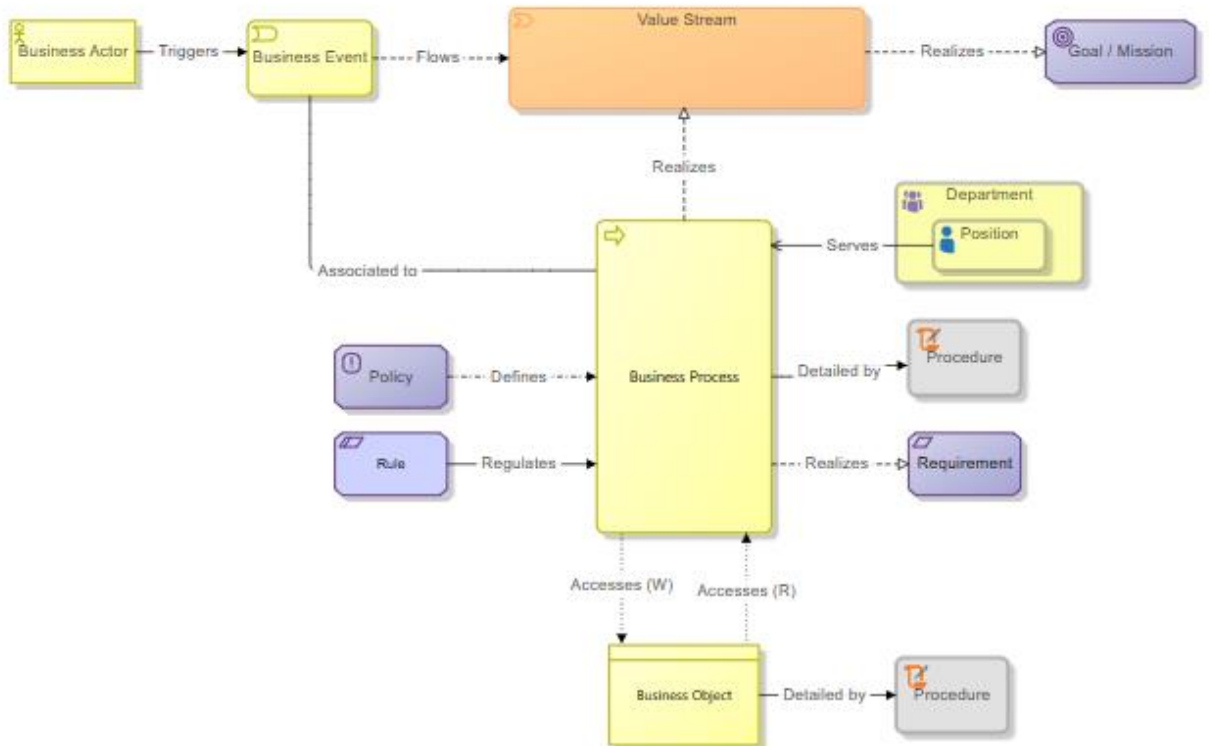 Value Stream
Business Actor
Triggers
Business Event
Flows
Realizes
Goal / Mission
Realizes
Department
Position
Serves
Associated to
Procedure
Policy
Defines
Business Process
Detailed by
Rule
Regulates
Realizes
Requirement
Accesses (W)
Accesses (R)
Business Object
Detailed by
Procedure